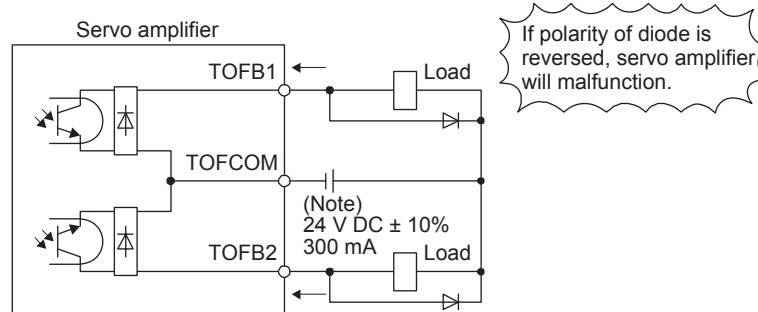 Servo amplifier
If polarity of diode is
reversed, servo amplifier
will malfunction.
TOFB1
Load
TOFCOM
(Note)
24 V DC ± 10%
300 mA
TOFB2
Load